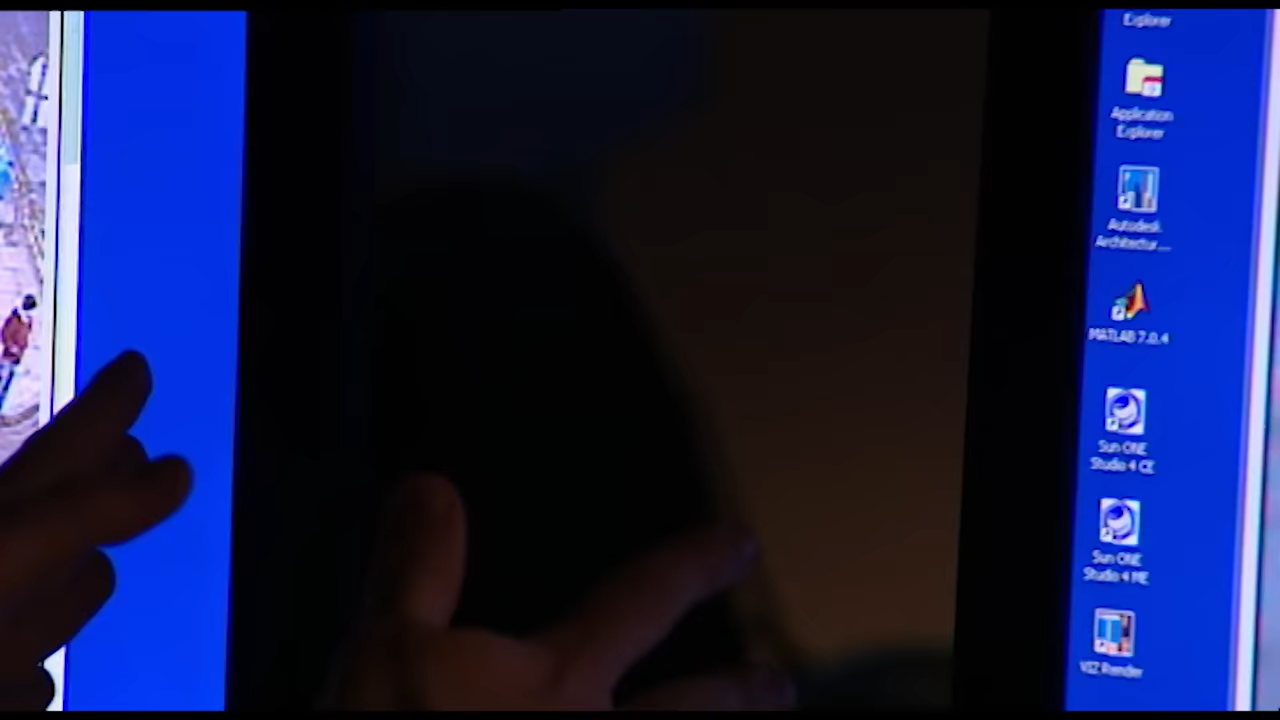 Explorer
Application
Explorer
Autodesk
Architectur...
MATLAB 7.0.4
Sun ONE
Studio 4 CE
Sun ONE
Studio 4 ME
VIZ Render